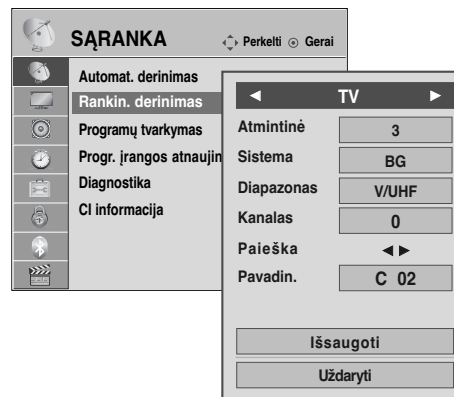 SĄRANKA
Perkelti Gerai
Automat. derinimas
Rankin. derinimas
Programų tvarkymas
Progr. įrangos atnaujin
Diagnostika
CI informacija
◄ TV ►
Atmintinė 3
Sistema BG
Diapazonas V/UHF
Kanalas 0
Paieška ◄►
Pavadin. C 02
Išsaugoti
Uždaryti